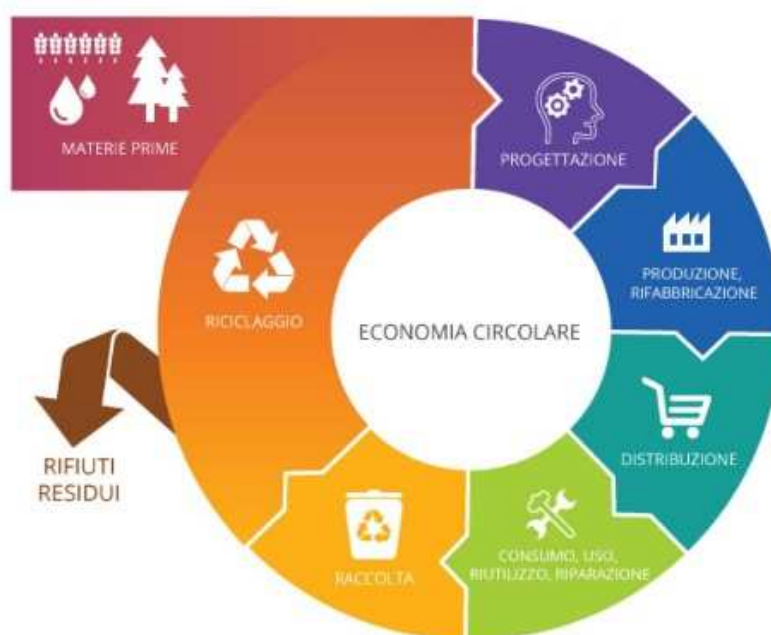 MATERIE PRIME
PROGETTAZIONE
PRODUZIONE,
RIFABBRICAZIONE
RICICLAGGIO
ECONOMIA CIRCOLARE
DISTRIBUZIONE
RIFIUTI
RESIDUI
CONSUMO, USO,
RIUTILIZZO, RIPARAZIONE
RACCOLTA